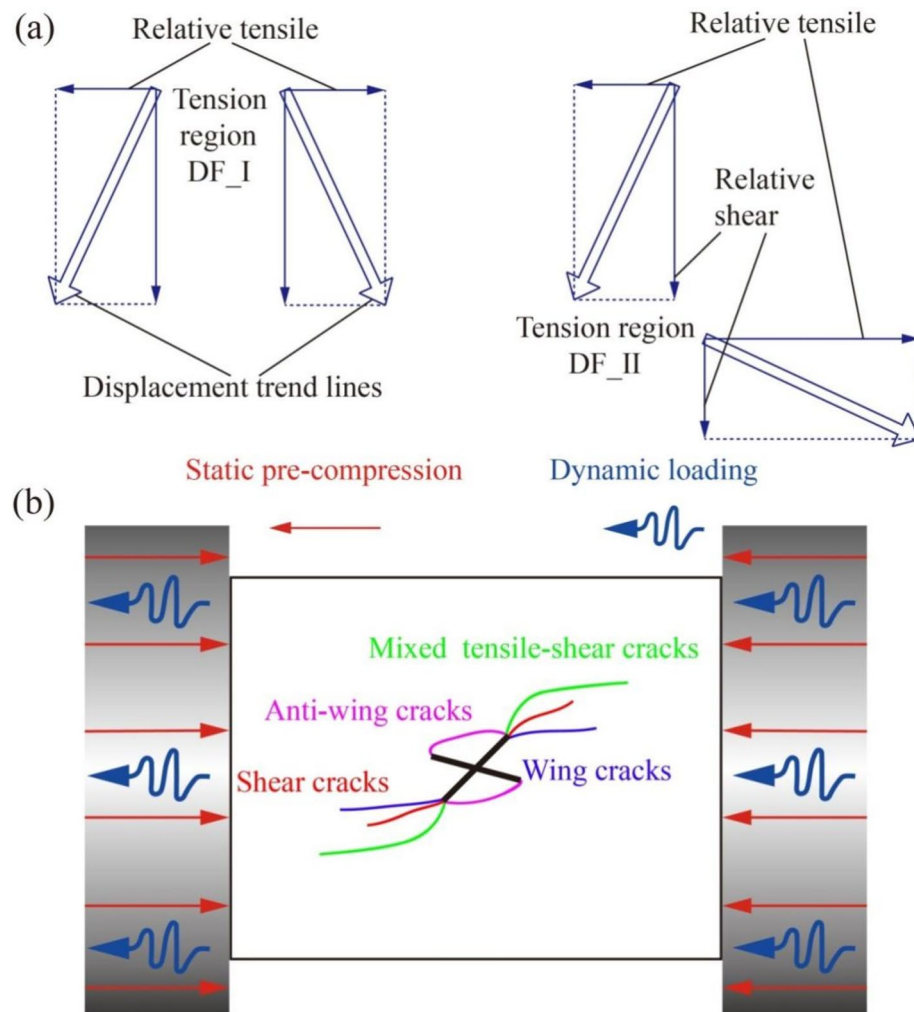 (a)
Relative tensile
Relative tensile
Tension
region
DF_I
Relative
shear
Tension region
DF_II
Displacement trend lines
Static pre-compression
Dynamic loading
(b)
Mixed tensile-shear cracks
Anti-wing cracks
Shear cracks
Wing cracks